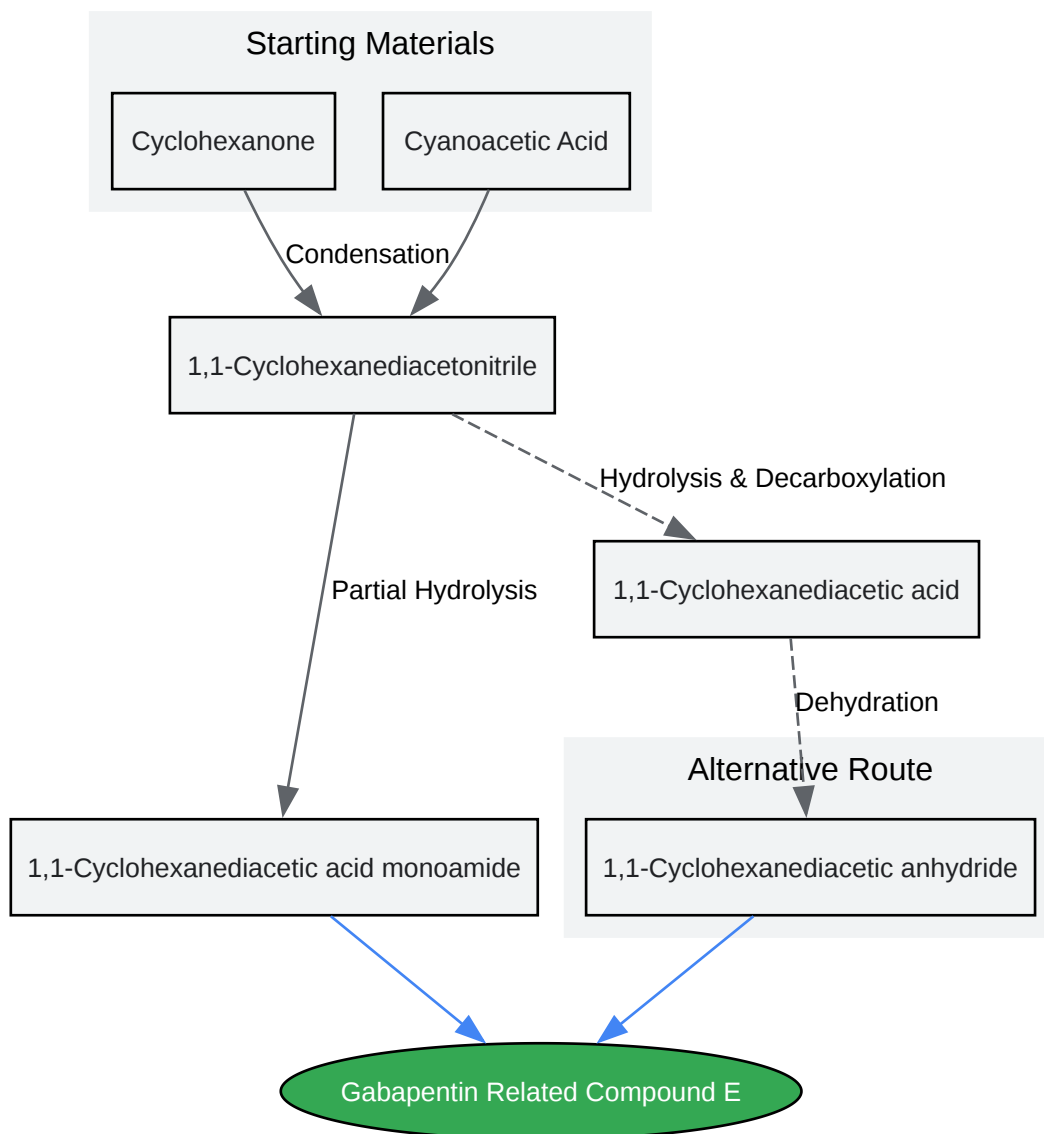 Starting Materials
Cyclohexanone
Cyanoacetic Acid
Condensation
1,1-Cyclohexanediacetonitrile
Hydrolysis & Decarboxylation
Partial Hydrolysis
1,1-Cyclohexanediacetic acid
Dehydration
Alternative Route
1,1-Cyclohexanediacetic acid monoamide
1,1-Cyclohexanediacetic anhydride
Gabapentin Related Compound E